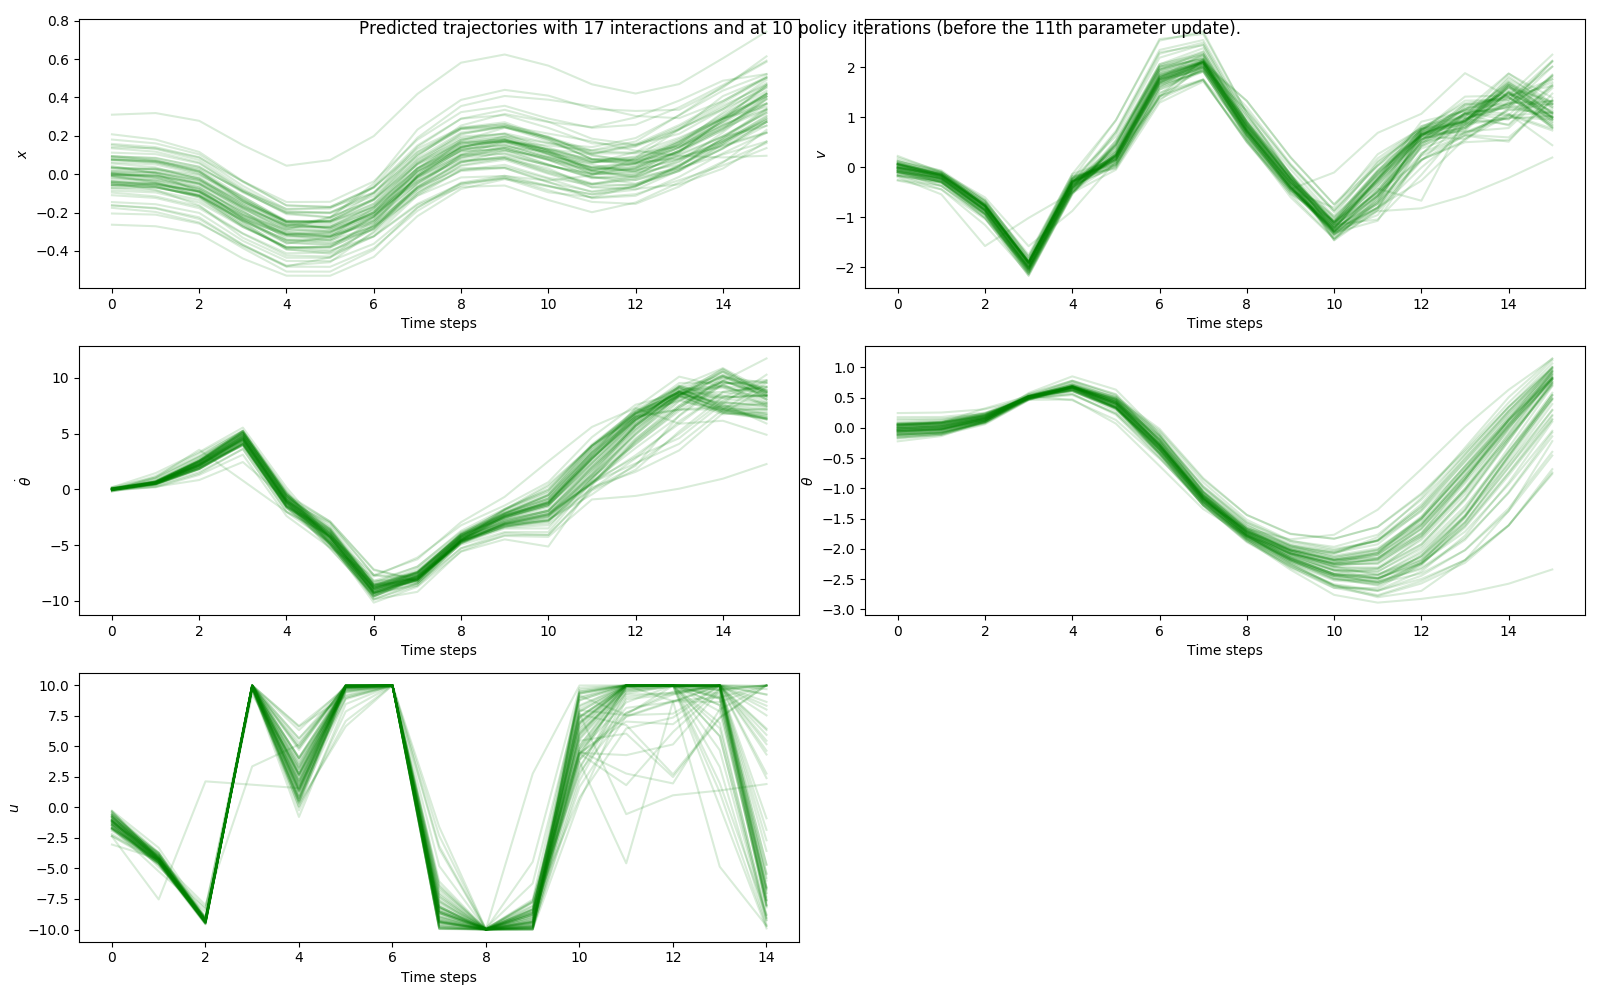 Predicted trajectories with 17 interactions and at 10 policy iterations (before the 11th parameter update).
0.8
0.6
0.4
0.2
0.0
−0.2
−0.4
x
0 2 4 6 8 10 12 14
Time steps
2
1
0
−1
−2
v
0 2 4 6 8 10 12 14
Time steps
10
5
0
−5
−10
θ̇
0 2 4 6 8 10 12 14
Time steps
1.0
0.5
0.0
−0.5
−1.0
−1.5
−2.0
−2.5
−3.0
θ
0 2 4 6 8 10 12 14
Time steps
10.0
7.5
5.0
2.5
0.0
−2.5
−5.0
−7.5
−10.0
u
0 2 4 6 8 10 12 14
Time steps